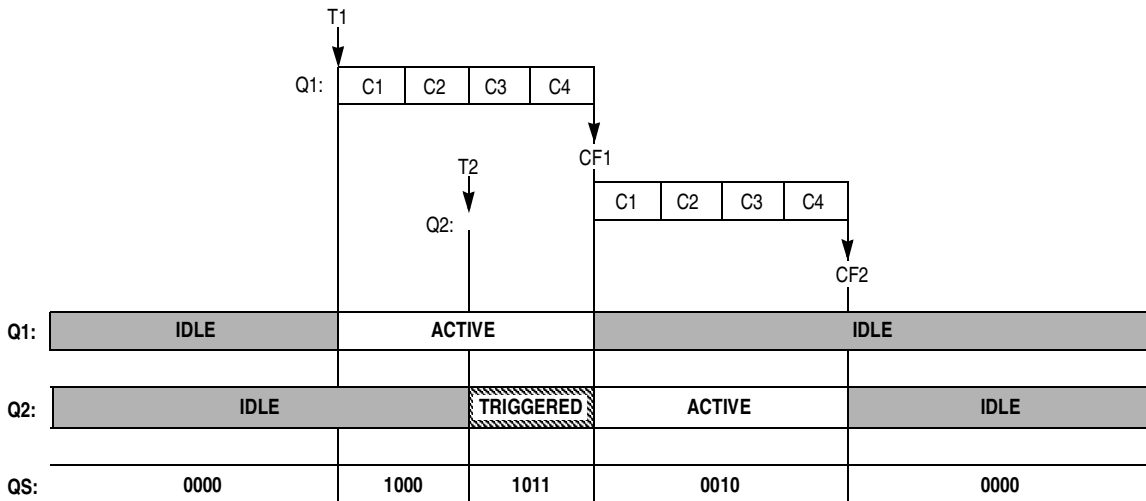 T1
Q1: C1 C2 C3 C4
CF1
T2
C1 C2 C3 C4
Q2:
CF2
Q1: IDLE ACTIVE IDLE
Q2: IDLE TRIGGERED ACTIVE IDLE
QS: 0000 1000 1011 0010 0000